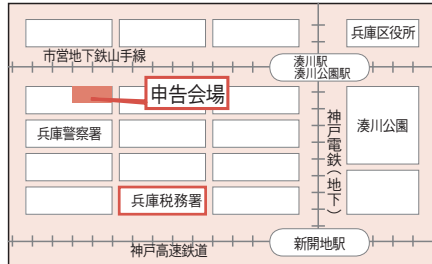 兵庫区役所
市営地下鉄山手線
湊川駅
湊川公園駅
申告会場
神戸電鉄(地下)
湊川公園
兵庫警察署
兵庫税務署
新開地駅
神戸高速鉄道